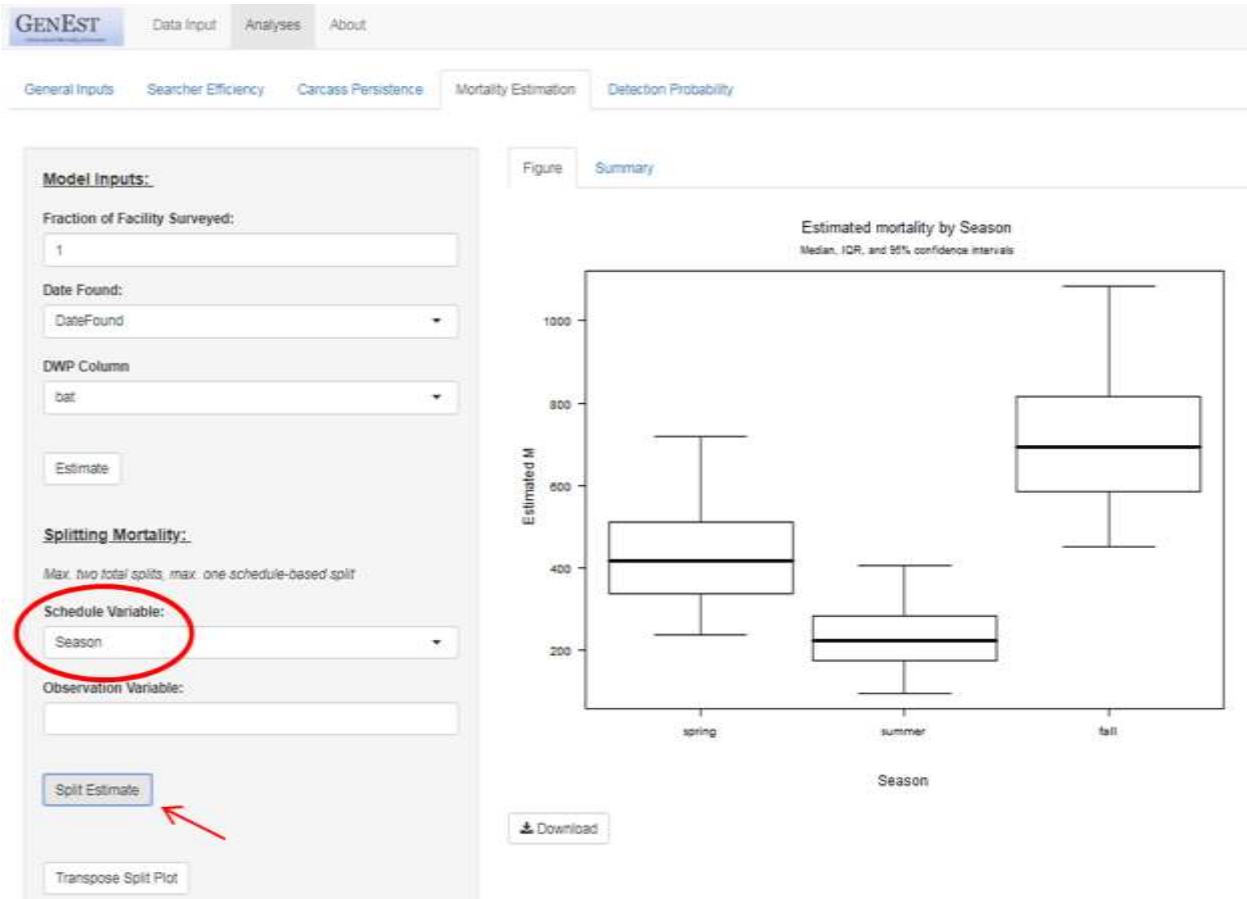 GENEST
Data Input
Analyses
About
General Inputs
Searcher Efficiency
Carcass Persistence
Mortality Estimation
Detection Probability
Model Inputs:
Fraction of Facility Surveyed:
1
Date Found:
DateFound
DWP Column
bat
Estimate
Splitting Mortality:
Max. two total splits, max. one schedule-based split
Schedule Variable:
Season
Observation Variable:
Split Estimate
Transpose Split Plot
Figure
Summary
Estimated mortality by Season
Median, IQR, and 95% confidence intervals
Estimated M
1000
800
600
400
200
spring
summer
fall
Season
Download